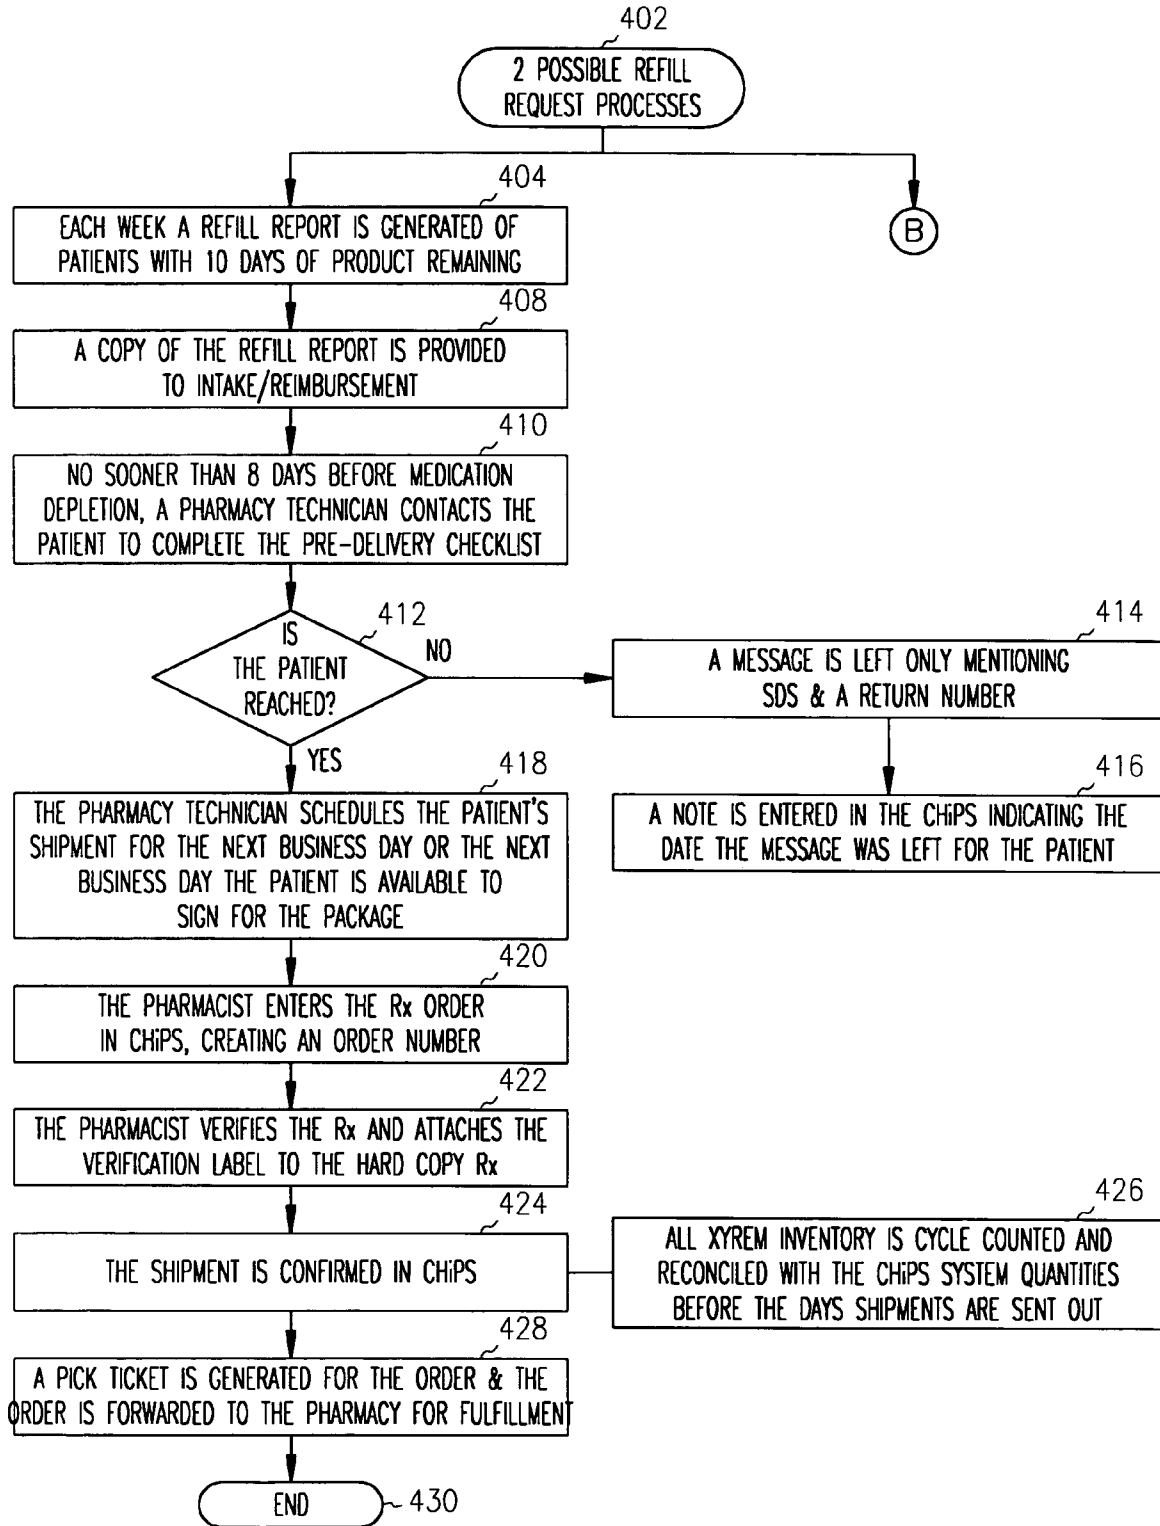 402
2 POSSIBLE REFILL
REQUEST PROCESSES
404
EACH WEEK A REFILL REPORT IS GENERATED OF
PATIENTS WITH 10 DAYS OF PRODUCT REMAINING
B
408
A COPY OF THE REFILL REPORT IS PROVIDED
TO INTAKE/REIMBURSEMENT
410
NO SOONER THAN 8 DAYS BEFORE MEDICATION
DEPLETION, A PHARMACY TECHNICIAN CONTACTS THE
PATIENT TO COMPLETE THE PRE-DELIVERY CHECKLIST
412
IS
THE PATIENT
REACHED?
NO
YES
414
A MESSAGE IS LEFT ONLY MENTIONING
SDS & A RETURN NUMBER
416
A NOTE IS ENTERED IN THE CHiPS INDICATING THE
DATE THE MESSAGE WAS LEFT FOR THE PATIENT
418
THE PHARMACY TECHNICIAN SCHEDULES THE PATIENT'S
SHIPMENT FOR THE NEXT BUSINESS DAY OR THE NEXT
BUSINESS DAY THE PATIENT IS AVAILABLE TO
SIGN FOR THE PACKAGE
420
THE PHARMACIST ENTERS THE Rx ORDER
IN CHiPS, CREATING AN ORDER NUMBER
422
THE PHARMACIST VERIFIES THE Rx AND ATTACHES THE
VERIFICATION LABEL TO THE HARD COPY Rx
424
THE SHIPMENT IS CONFIRMED IN CHiPS
426
ALL XYREM INVENTORY IS CYCLE COUNTED AND
RECONCILED WITH THE CHiPS SYSTEM QUANTITIES
BEFORE THE DAYS SHIPMENTS ARE SENT OUT
428
A PICK TICKET IS GENERATED FOR THE ORDER & THE
ORDER IS FORWARDED TO THE PHARMACY FOR FULFILLMENT
END
430